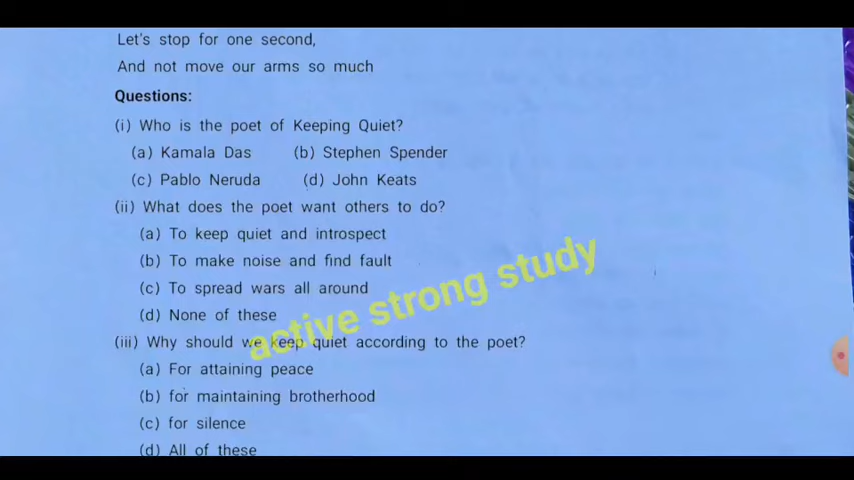 Let's stop for one second,
And not move our arms so much
Questions:
(i) Who is the poet of Keeping Quiet?
(a) Kamala Das (b) Stephen Spender
(c) Pablo Neruda (d) John Keats
(ii) What does the poet want others to do?
(a) To keep quiet and introspect
(b) To make noise and find fault
(c) To spread wars all around
(d) None of these
active strong study
(iii) Why should we keep quiet according to the poet?
(a) For attaining peace
(b) for maintaining brotherhood
(c) for silence
(d) All of these